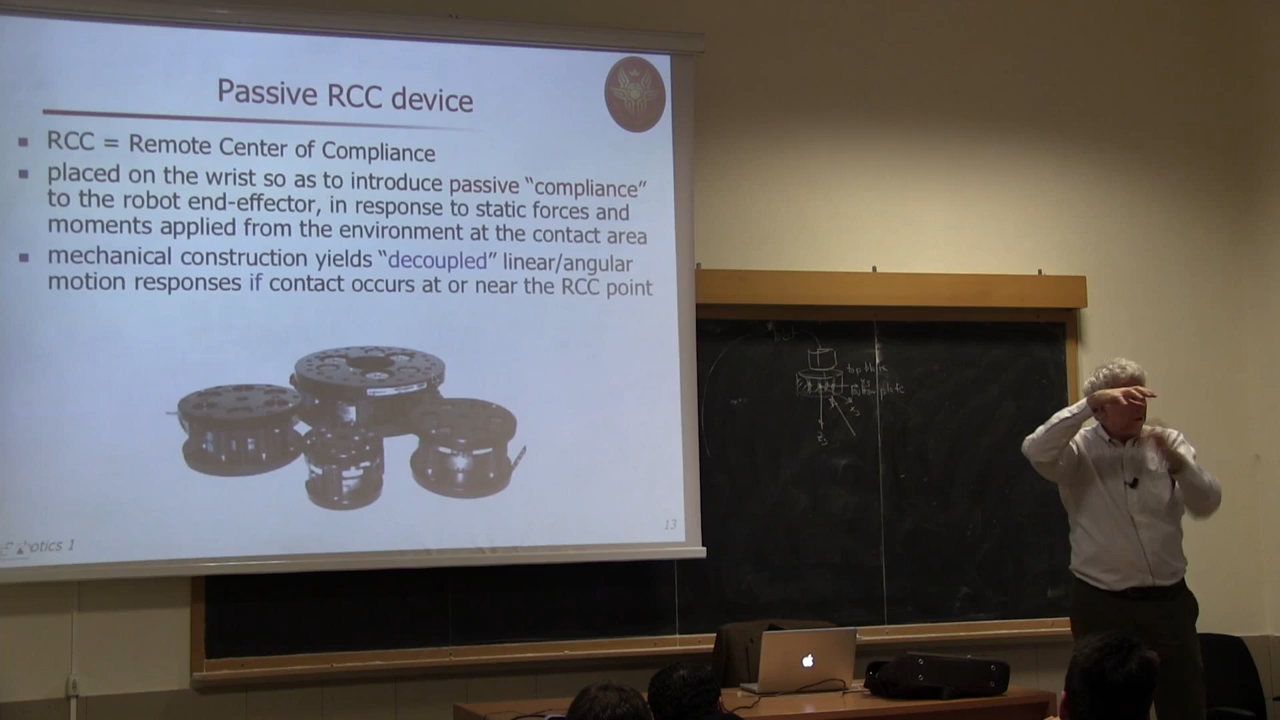 Passive RCC device
RCC = Remote Center of Compliance
placed on the wrist so as to introduce passive “compliance”
to the robot end-effector, in response to static forces and
moments applied from the environment at the contact area
mechanical construction yields “decoupled” linear/angular
motion responses if contact occurs at or near the RCC point
13
1